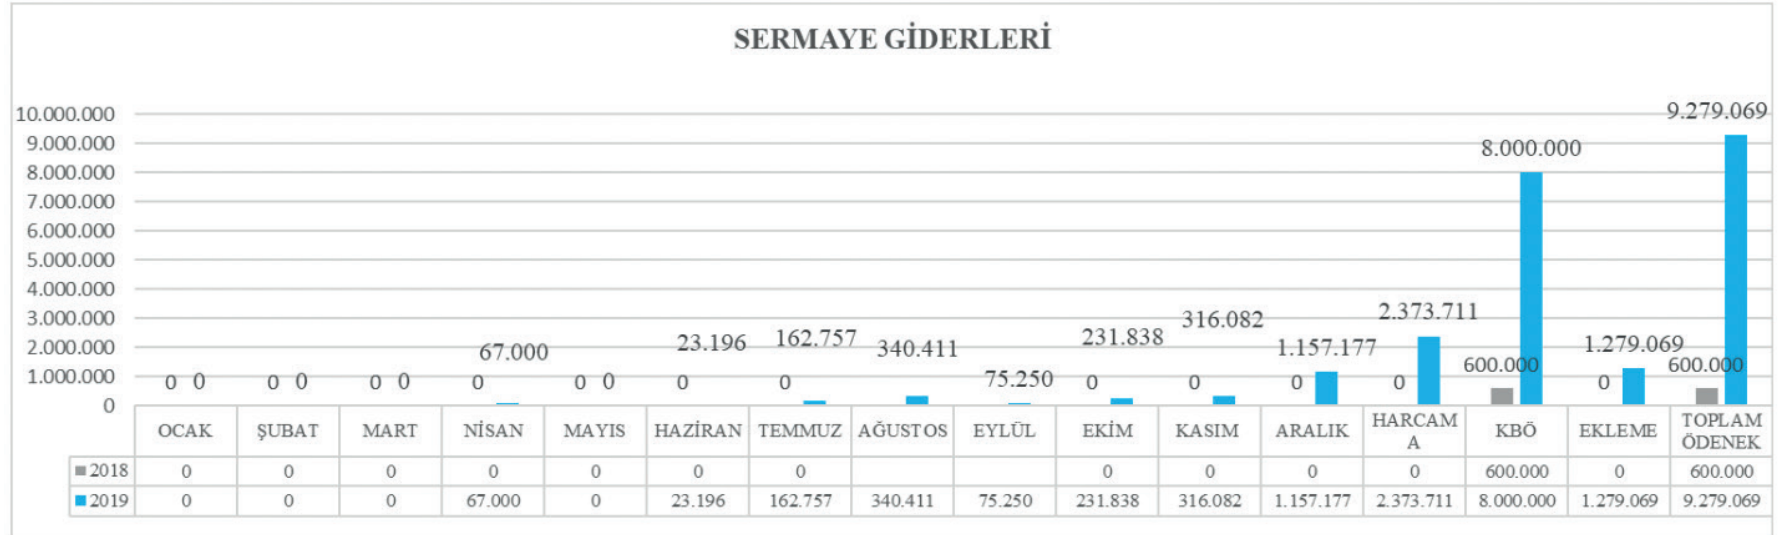 SERMAYE GİDERLERİ
10.000.000
9.000.000
8.000.000
7.000.000
6.000.000
5.000.000
4.000.000
3.000.000
2.000.000
1.000.000
0
0 0 0 0 0 0 0 67.000 0 0 0 23.196 0 162.757 340.411 75.250 0 231.838 0 316.082 0 1.157.177 0 2.373.711 600.000 8.000.000 0 1.279.069 600.000 9.279.069
OCAK ŞUBAT MART NİSAN MAYIS HAZİRAN TEMMUZ AĞUSTOS EYLÜL EKİM KASIM ARALIK HARCAM KBÖ EKLEME TOPLAM
A ÖDENEK
2018 0 0 0 0 0 0 0 0 0 0 0 600.000 0 600.000
2019 0 0 0 67.000 0 23.196 162.757 340.411 75.250 231.838 316.082 1.157.177 2.373.711 8.000.000 1.279.069 9.279.069